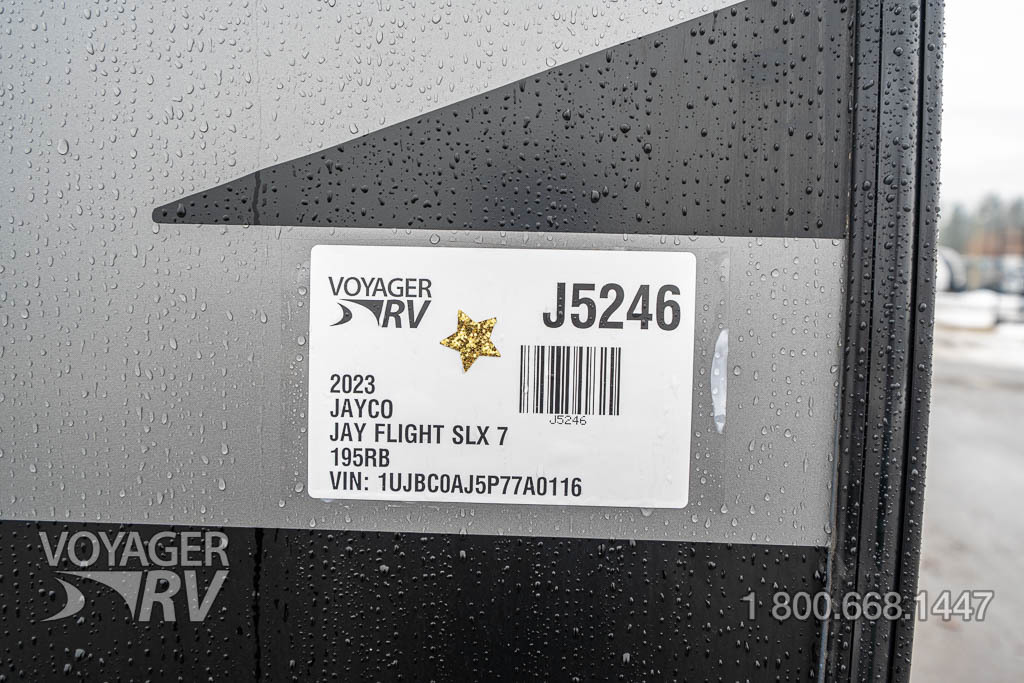 VOYAGER
RV
J5246
J5246
2023
JAYCO
JAY FLIGHT SLX 7
195RB
VIN: 1UJBC0AJ5P77A0116
VOYAGER
RV
1 800.668.1447